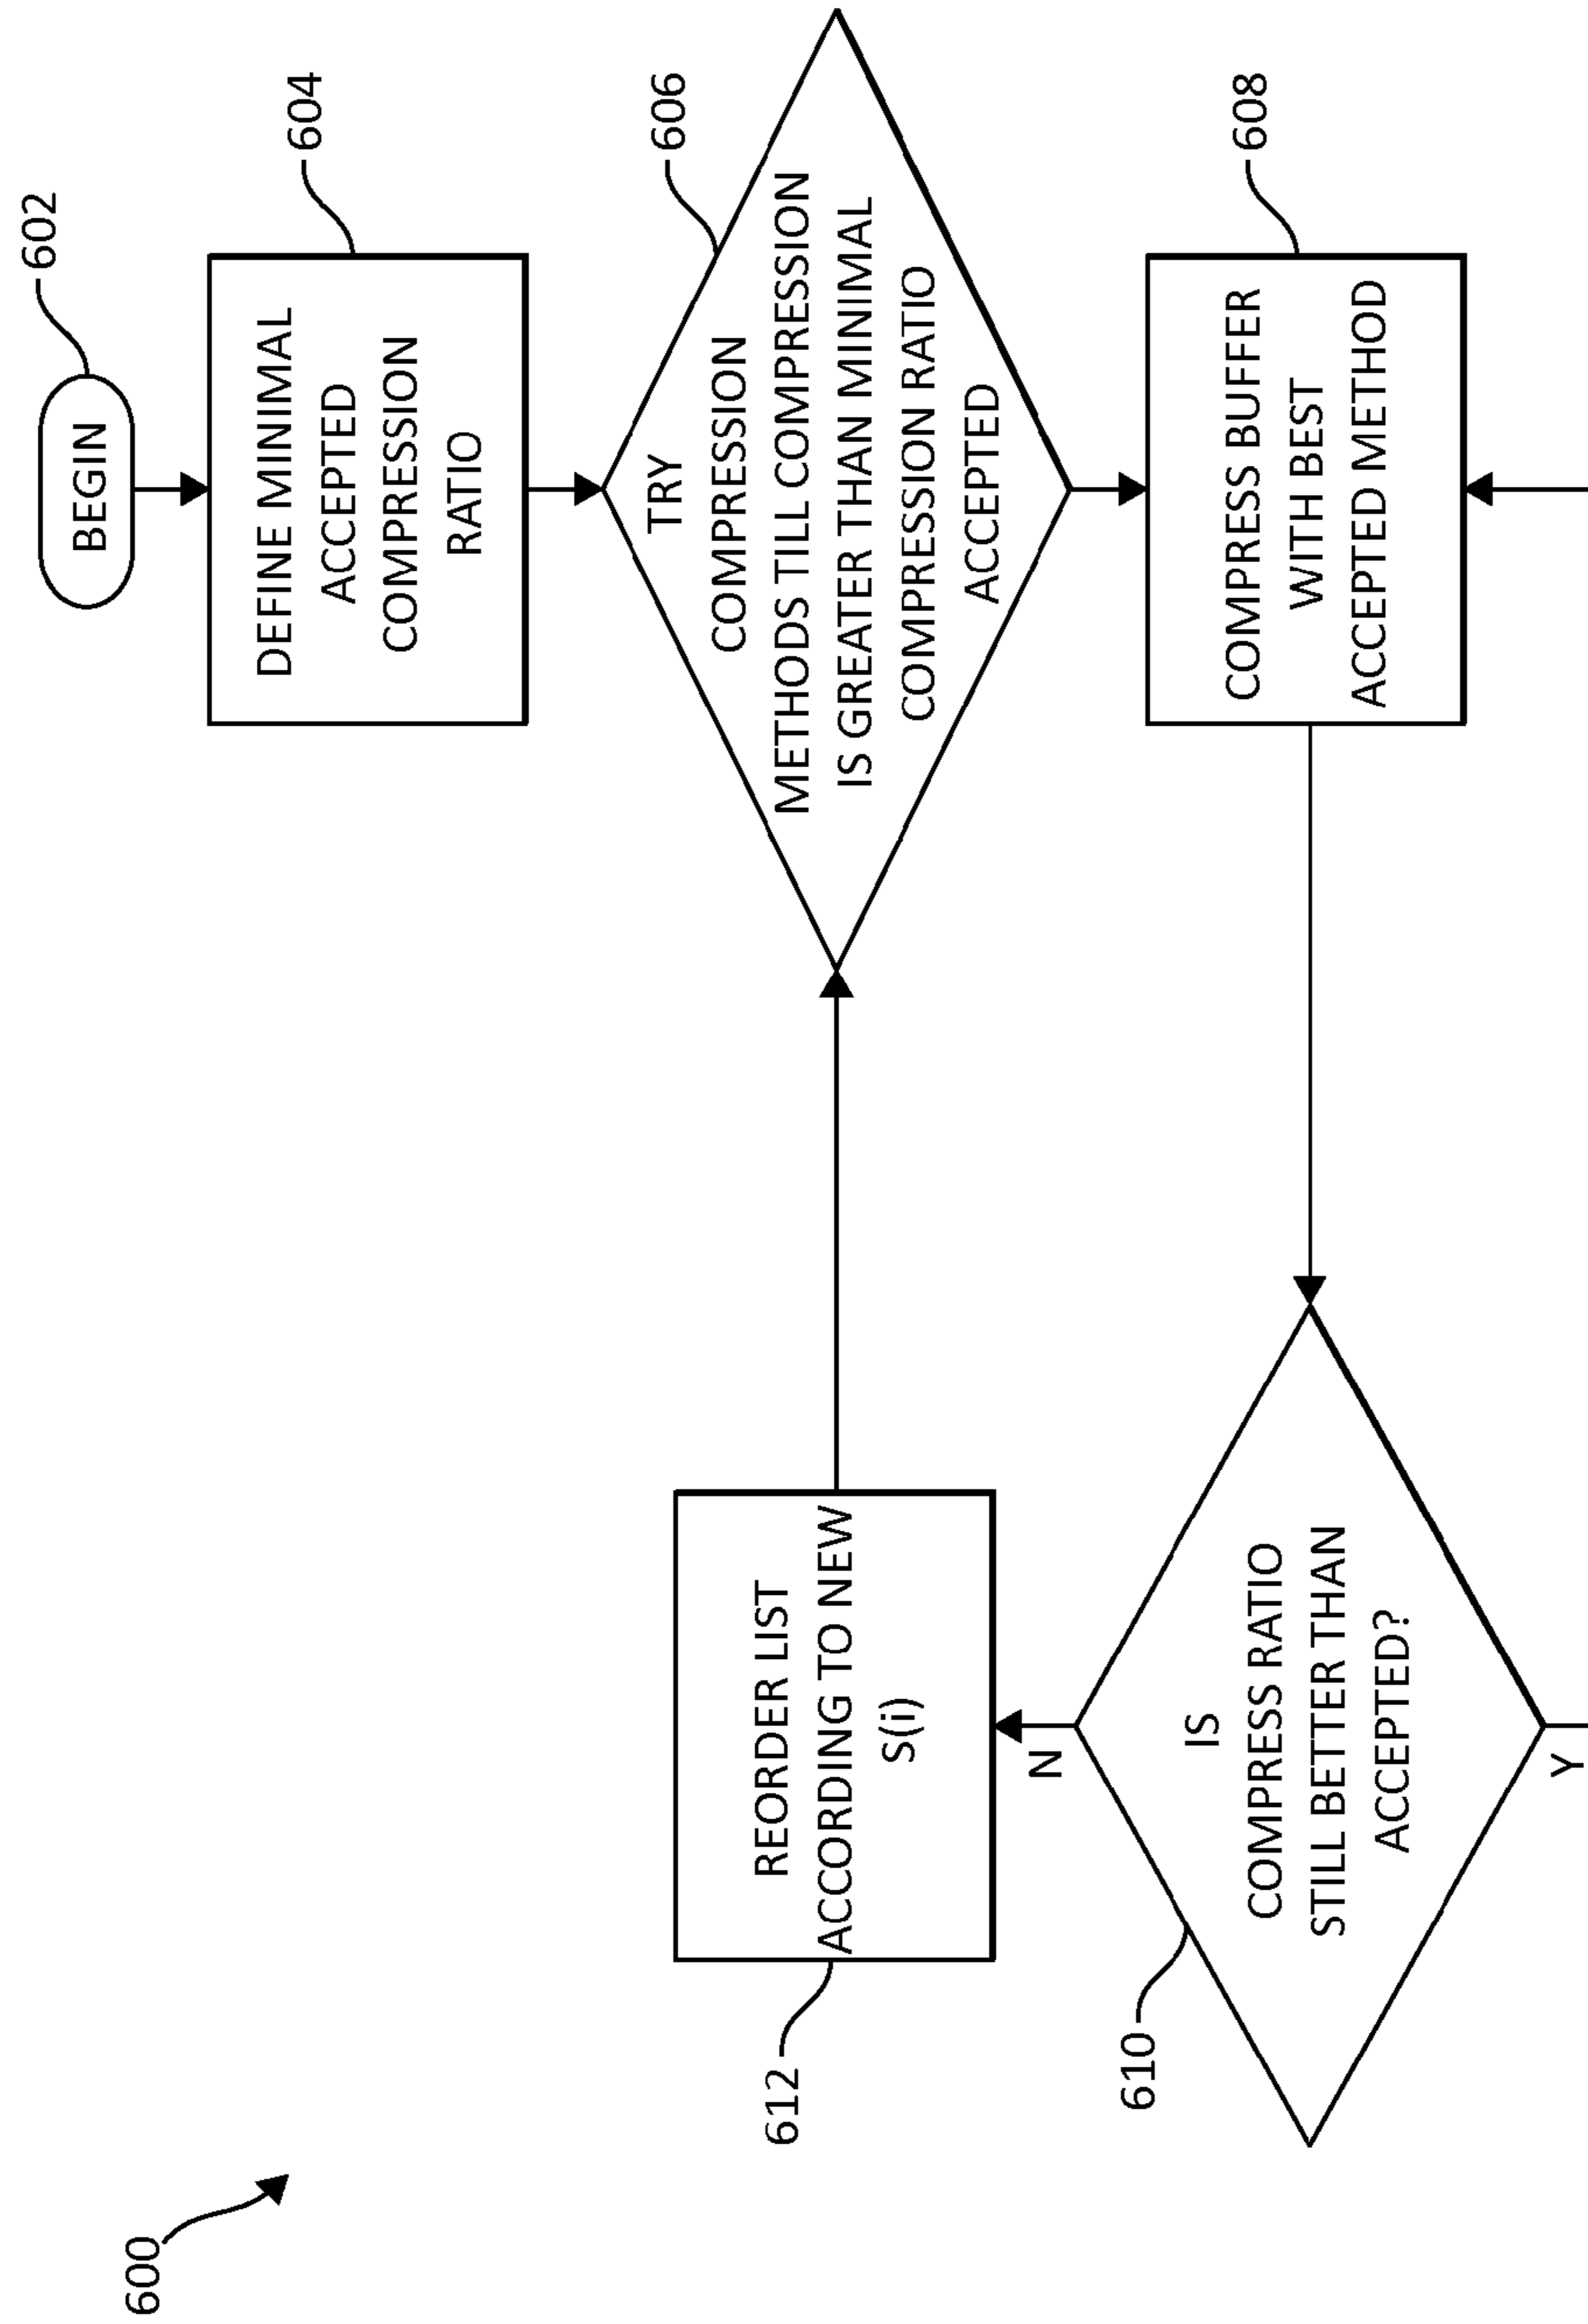 600
BEGIN
602
DEFINE MINIMAL
ACCEPTED
COMPRESSION
RATIO
604
TRY
COMPRESSION
METHODS STILL COMPRESSION
IS GREATER THAN MINIMAL
COMPRESSION RATIO
ACCEPTED
606
COMPRESS BUFFER
WITH BEST
ACCEPTED METHOD
608
IS
COMPRESS RATIO
STILL BETTER THAN
ACCEPTED?
610
N
Y
REORDER LIST
ACCORDING TO NEW
S(i)
612